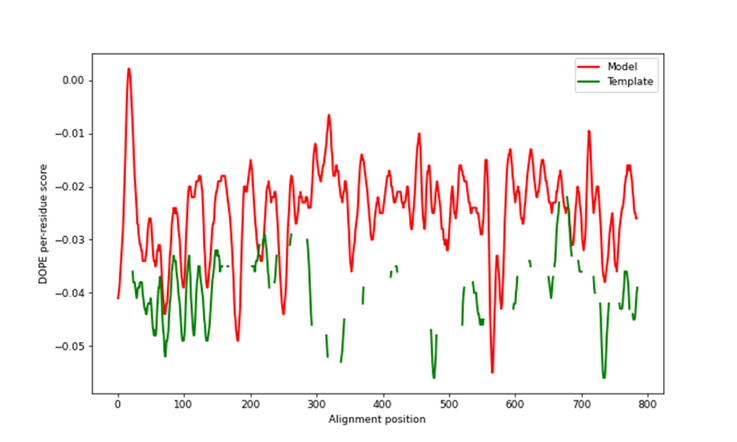 Model
Template
0.00
−0.01
−0.02
−0.03
−0.04
−0.05
DOPE per-residue score
0 100 200 300 400 500 600 700 800
Alignment position